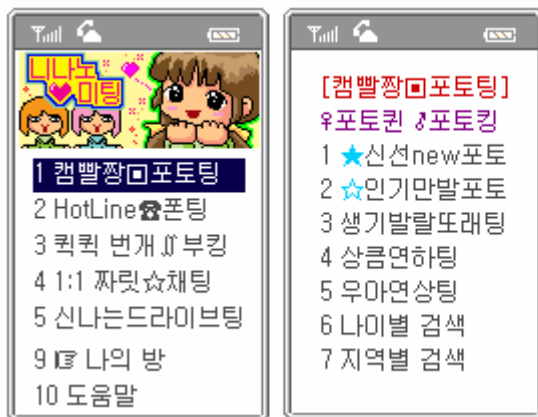 니나노
미팅
1 캠빨짱▣포토팅
2 HotLine☎폰팅
3 퀵퀵 번개∬부킹
4 1:1 짜릿☆채팅
5 신나는드라이브팅
9 ☞ 나의 방
10 도움말
[캠빨짱▣포토팅]
♀포토퀸 ♂포토킹
1 ★신선new포토
2 ☆인기만발포토
3 생기발랄또래팅
4 상큼연하팅
5 우아연상팅
6 나이별 검색
7 지역별 검색